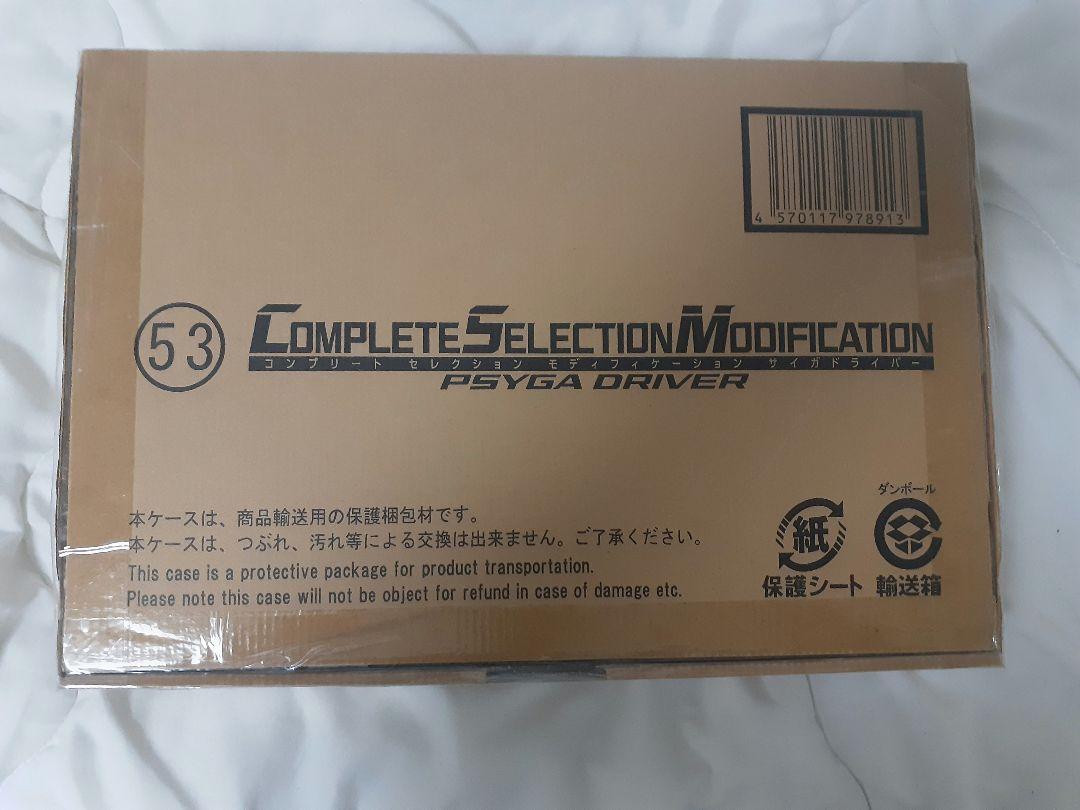 4 570117 978913
53
COMPLETE SELECTION MODIFICATION
コンプリート セレクション モディフィケーション サイガドライバー
PSYGA DRIVER
本ケースは、商品輸送用の保護梱包材です。
本ケースは、つぶれ、汚れ等による交換は出来ません。ご了承ください。
This case is a protective package for product transportation.
Please note this case will not be object for refund in case of damage etc.
紙
保護シート
ダンボール
輸送箱